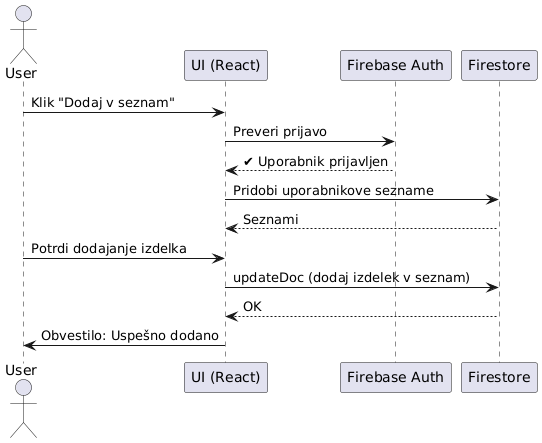 User
UI (React)
Firebase Auth
Firestore
Klik "Dodaj v seznam"
Preveri prijavo
✔ Uporabnik prijavljen
Pridobi uporabnikove sezname
Seznami
Potrdi dodajanje izdelka
updateDoc (dodaj izdelek v seznam)
OK
Obvestilo: Uspešno dodano
User
UI (React)
Firebase Auth
Firestore